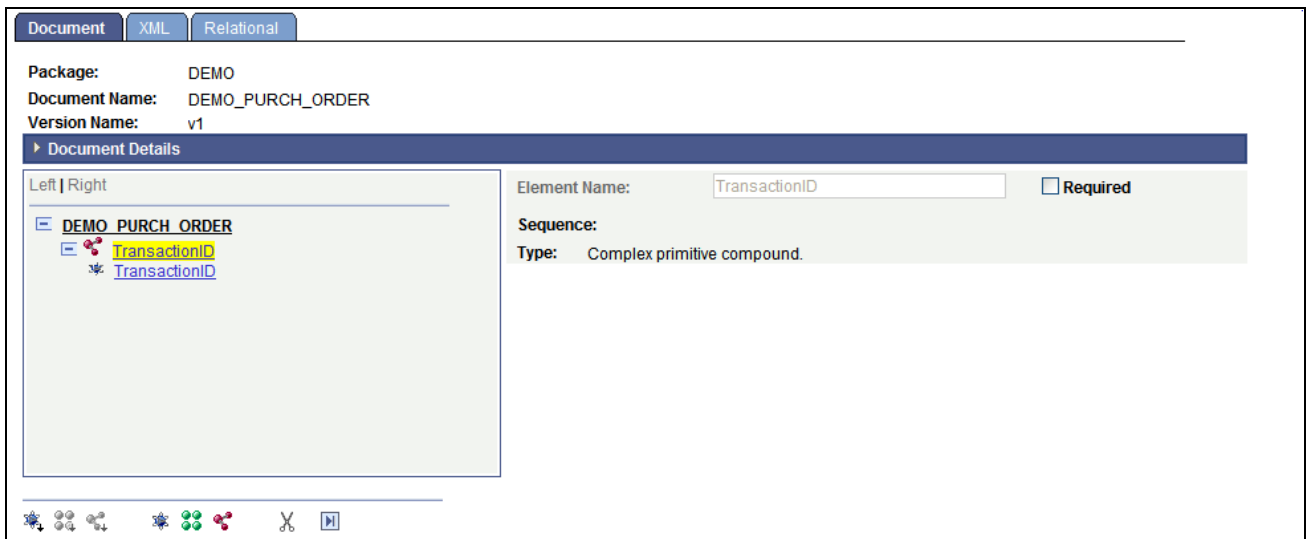 Document XML Relational
Package: DEMO
Document Name: DEMO_PURCH_ORDER
Version Name: v1
Document Details
Left | Right
Element Name: TransactionID Required
DEMO_PURCH_ORDER
Sequence:
TransactionID
Type: Complex primitive compound.
TransactionID